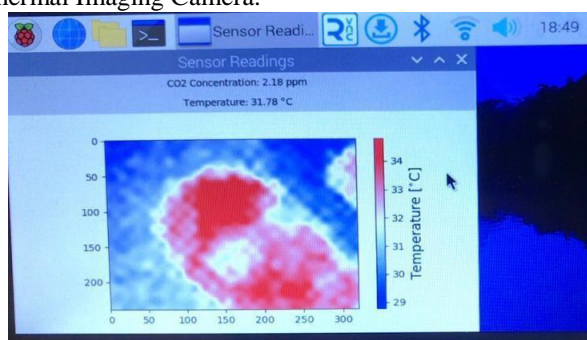 hermal Imaging Camera.
Sensor Readi...
18:49
Sensor Readings
CO2 Concentration: 2.18 ppm
Temperature: 31.78 °C
0
50
100
150
200
0 50 100 150 200 250 300
34
33
32
31
30
29
Temperature [°C]